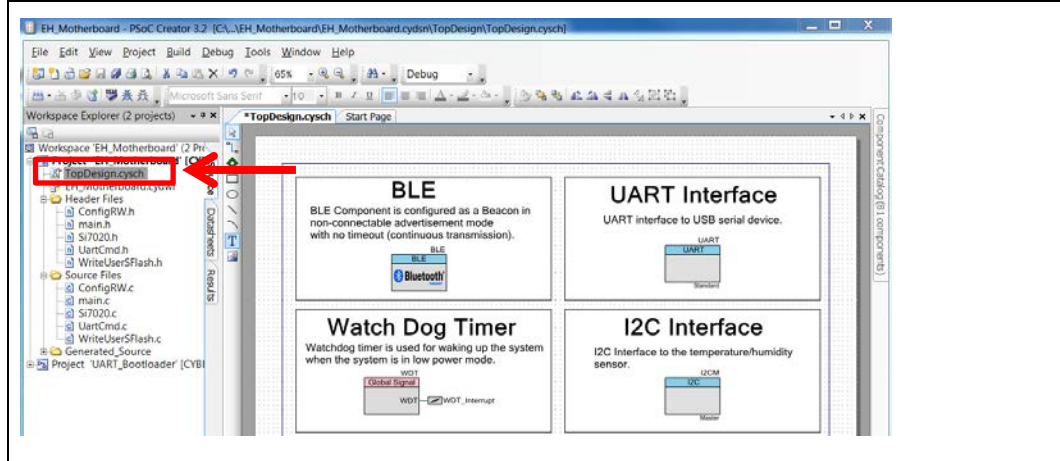 EH_Motherboard - PSoC Creator 3.2 [C:\...\EH_Motherboard\EH_Motherboard.cydsn\TopDesign\TopDesign.cysch]
File Edit View Project Build Debug Tools Window Help
65% Debug
Microsoft Sans Serif 10 B I U
Workspace Explorer (2 projects)
*TopDesign.cysch Start Page
Workspace 'EH_Motherboard' (2 Pr
Project 'EH_Motherboard' [CY
TopDesign.cysch
EH_Motherboard.cydwr
Header Files
ConfigRW.h
main.h
Si7020.h
UartCmd.h
WriteUserSFlash.h
Source Files
ConfigRW.c
main.c
Si7020.c
UartCmd.c
WriteUserSFlash.c
Generated_Source
Project 'UART_Bootloader' [CYBl
Datasheets
Results
BLE
BLE Component is configured as a Beacon in
non-connectable advertisement mode
with no timeout (continuous transmission).
BLE
BLE
Bluetooth
UART Interface
UART interface to USB serial device.
UART
UART
Standard
Watch Dog Timer
Watchdog timer is used for waking up the system
when the system is in low power mode.
WDT
Global Signal
WDT WDT_Interrupt
I2C Interface
I2C Interface to the temperature/humidity
sensor.
I2CM
I2C
Master
Component Catalog (81 components)